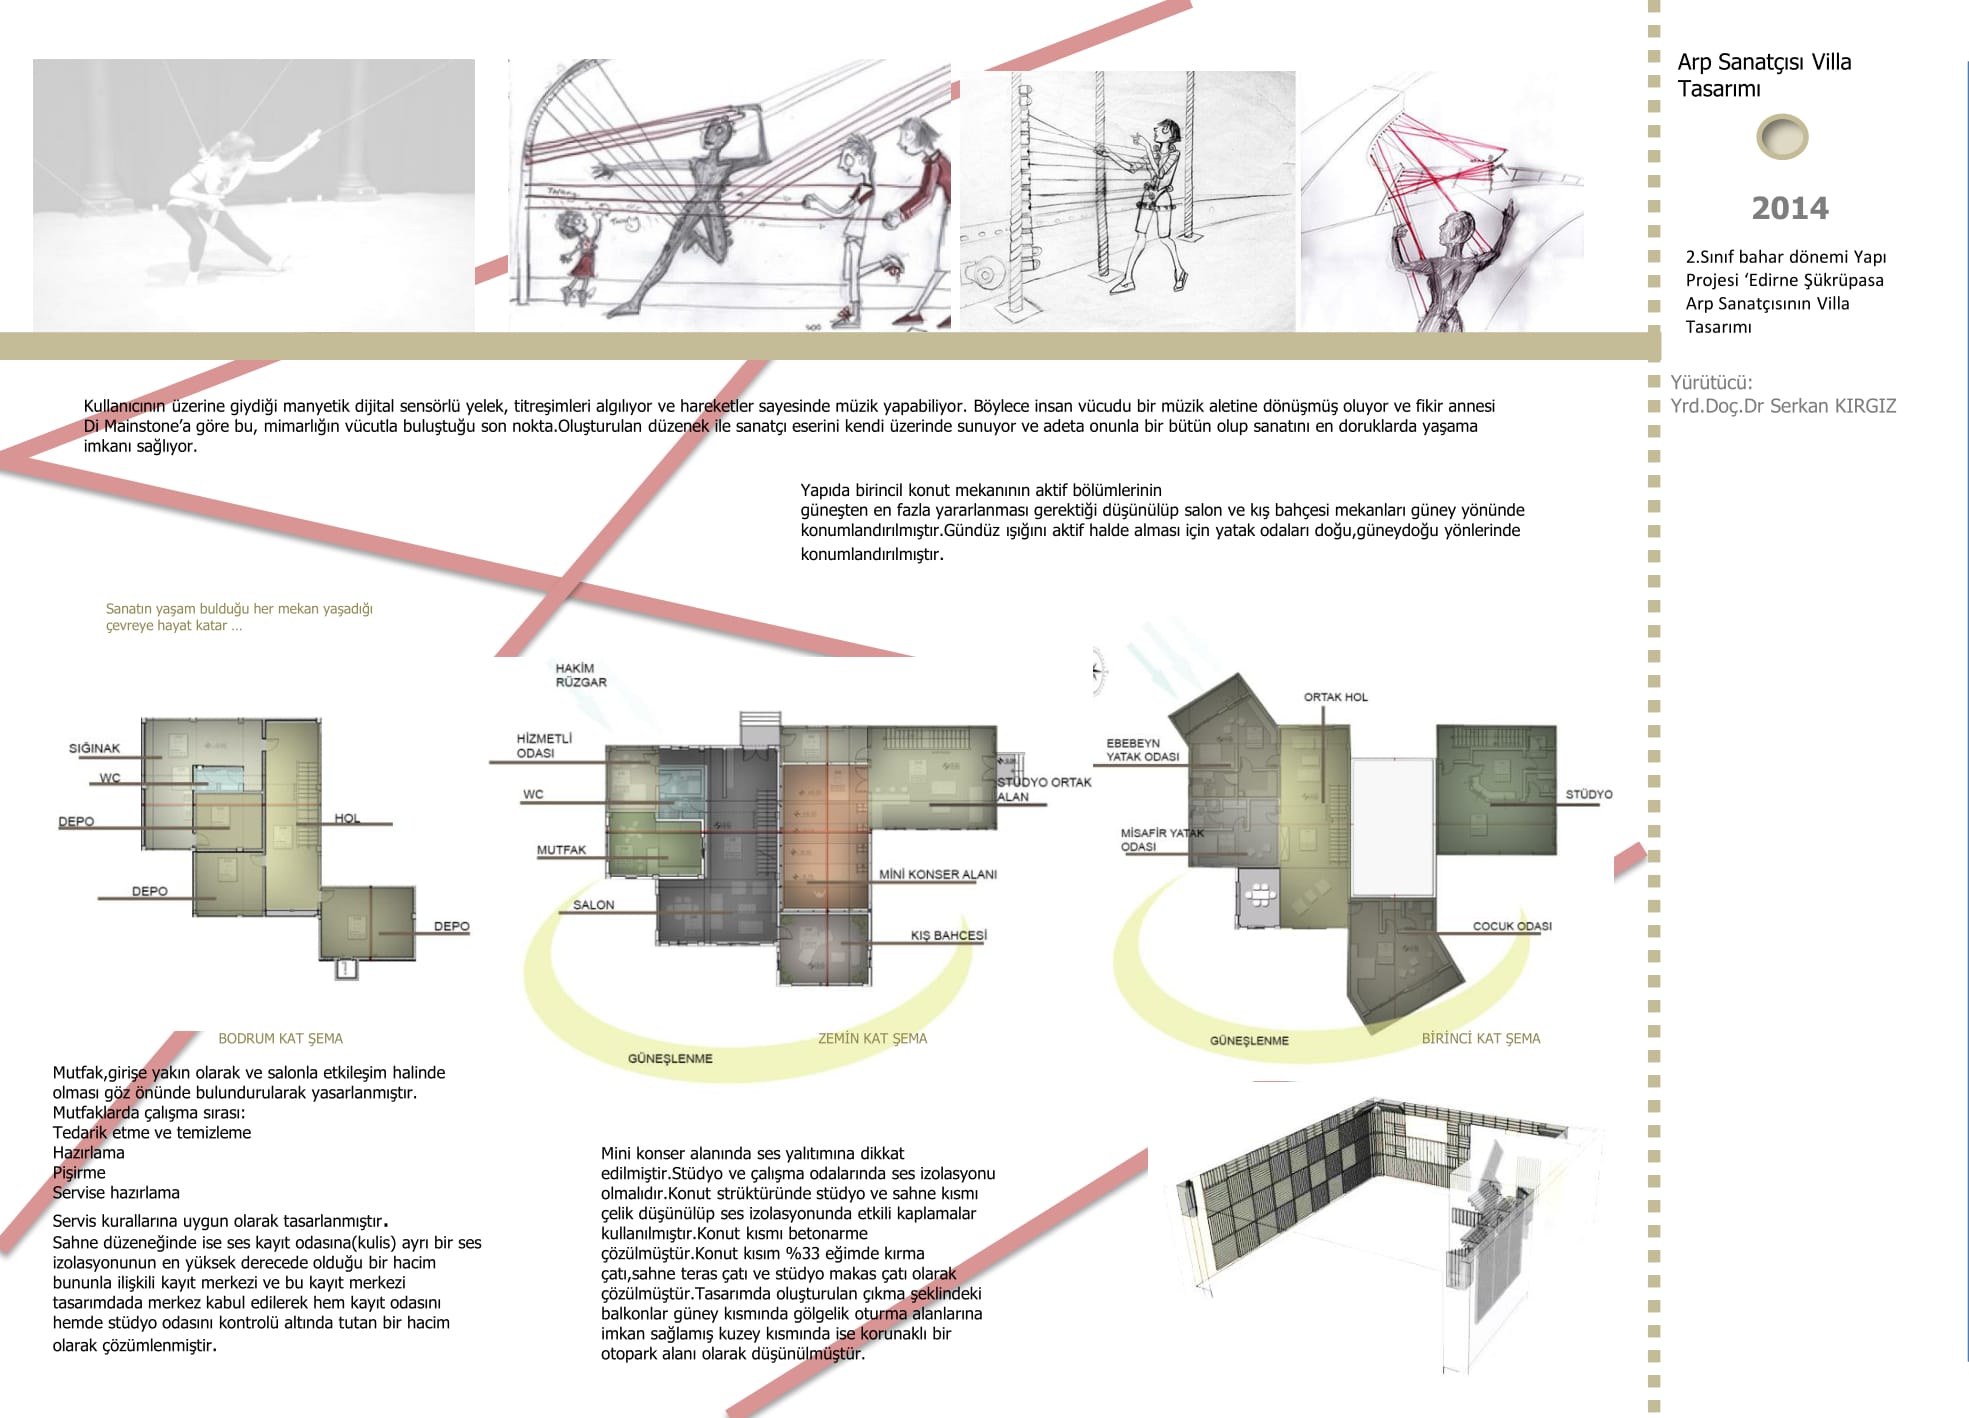 Arp Sanatçısı Villa
Tasarımı
2014
2.Sınıf bahar dönemi Yapı
Projesi ‘Edirne Şükrüpasa
Arp Sanatçısının Villa
Tasarımı
Yürütücü:
Yrd.Doç.Dr Serkan KIRGIZ
Kullanıcının üzerine giydiği manyetik dijital sensörlü yelek, titreşimleri algılıyor ve hareketler sayesinde müzik yapabiliyor. Böylece insan vücudu bir müzik aletine dönüşmüş oluyor ve fikir annesi
Di Mainstone’a göre bu, mimarlığın vücutla buluştuğu son nokta.Oluşturulan düzenek ile sanatçı eserini kendi üzerinde sunuyor ve adeta onunla bir bütün olup sanatını en doruklarda yaşama
imkanı sağlıyor.
Yapıda birincil konut mekanının aktif bölümlerinin
güneşten en fazla yararlanması gerektiği düşünülüp salon ve kış bahçesi mekanları güney yönünde
konumlandırılmıştır.Gündüz ışığını aktif halde alması için yatak odaları doğu,güneydoğu yönlerinde
konumlandırılmıştır.
Sanatın yaşam bulduğu her mekan yaşadığı
çevreye hayat katar …
SIĞINAK
WC
DEPO
HOL
DEPO
DEPO
BODRUM KAT ŞEMA
HAKİM
RÜZGAR
HİZMETLİ
ODASI
WC
MUTFAK
SALON
STÜDYO ORTAK
ALAN
MİNİ KONSER ALANI
KIŞ BAHCESİ
GÜNEŞLENME
ZEMİN KAT ŞEMA
ORTAK HOL
EBEBEYN
YATAK ODASI
MİSAFİR YATAK
ODASI
STÜDYO
COCUK ODASI
GÜNEŞLENME
BİRİNCİ KAT ŞEMA
Mutfak,girişe yakın olarak ve salonla etkileşim halinde
olması göz önünde bulundurularak yasarlanmıştır.
Mutfaklarda çalışma sırası:
Tedarik etme ve temizleme
Hazırlama
Pişirme
Servise hazırlama
Servis kurallarına uygun olarak tasarlanmıştır.
Sahne düzeneğinde ise ses kayıt odasına(kulis) ayrı bir ses
izolasyonunun en yüksek derecede olduğu bir hacim
bununla ilişkili kayıt merkezi ve bu kayıt merkezi
tasarımdada merkez kabul edilerek hem kayıt odasını
hemde stüdyo odasını kontrolü altında tutan bir hacim
olarak çözümlenmiştir.
Mini konser alanında ses yalıtımına dikkat
edilmiştir.Stüdyo ve çalışma odalarında ses izolasyonu
olmalıdır.Konut strüktüründe stüdyo ve sahne kısmı
çelik düşünülüp ses izolasyonunda etkili kaplamalar
kullanılmıştır.Konut kısmı betonarme
çözülmüştür.Konut kısım %33 eğimde kırma
çatı,sahne teras çatı ve stüdyo makas çatı olarak
çözülmüştür.Tasarımda oluşturulan çıkma şeklindeki
balkonlar güney kısmında gölgelik oturma alanlarına
imkan sağlamış kuzey kısmında ise korunaklı bir
otopark alanı olarak düşünülmüştür.